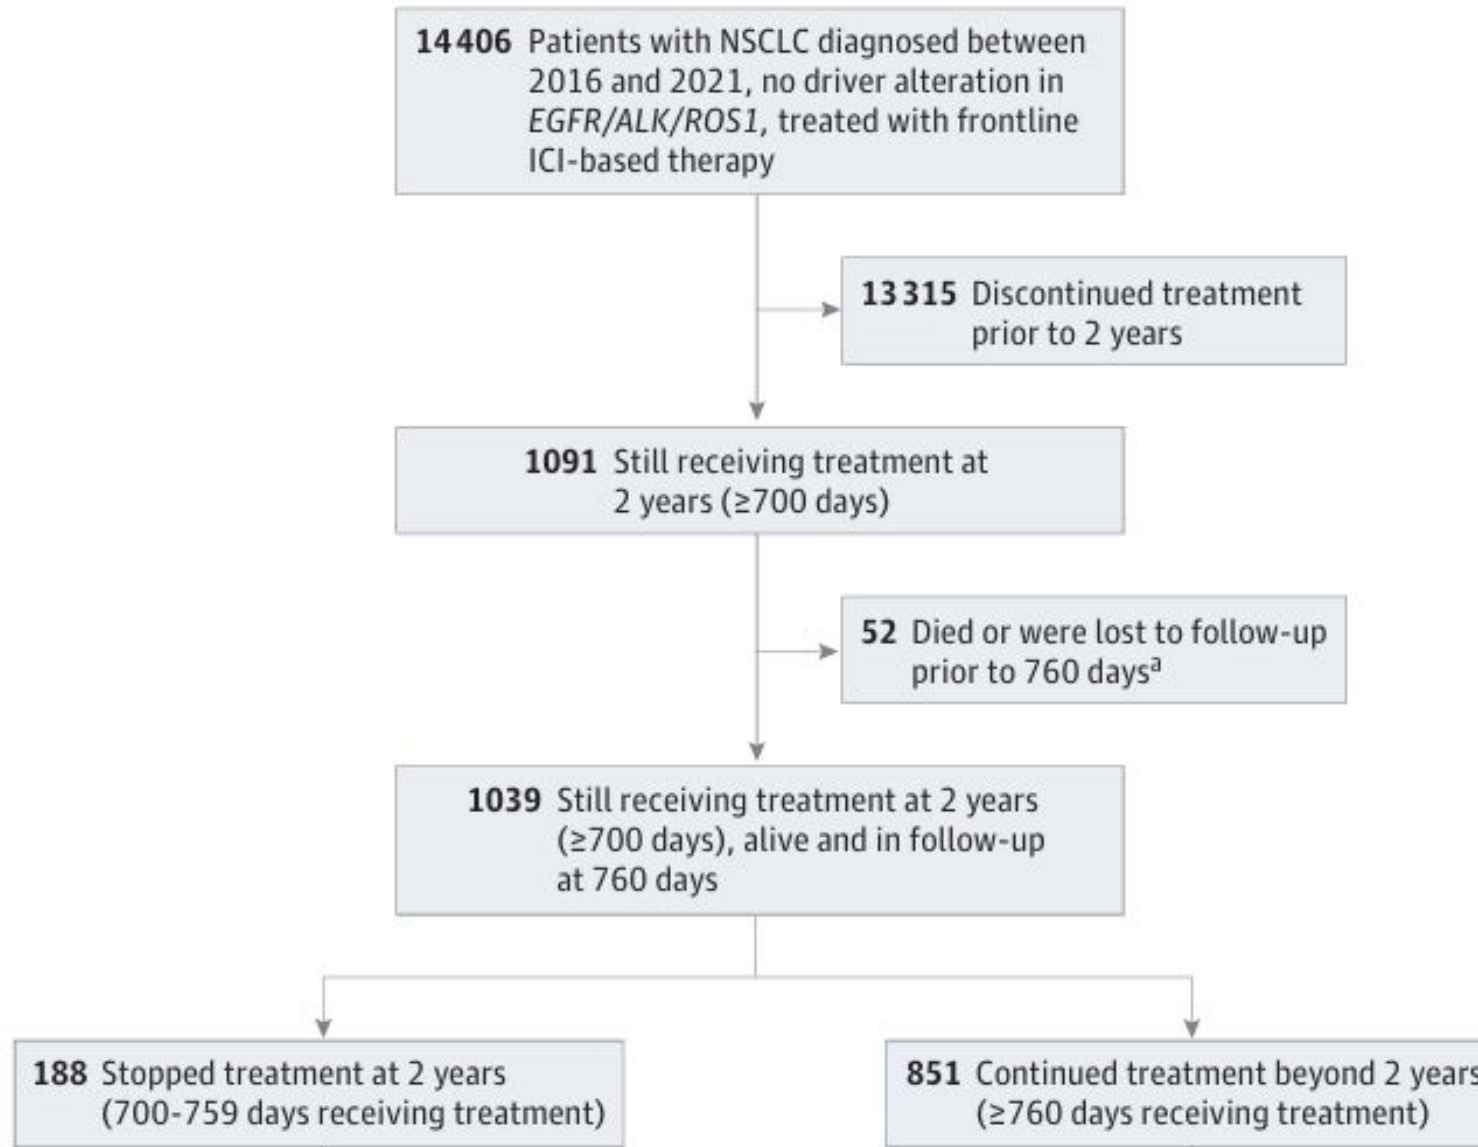 14 406 Patients with NSCLC diagnosed between
2016 and 2021, no driver alteration in
EGFR/ALK/ROS1, treated with frontline
ICI-based therapy
13 315 Discontinued treatment
prior to 2 years
1091 Still receiving treatment at
2 years (≥700 days)
52 Died or were lost to follow-up
prior to 760 daysᵃ
1039 Still receiving treatment at 2 years
(≥700 days), alive and in follow-up
at 760 days
188 Stopped treatment at 2 years
(700-759 days receiving treatment)
851 Continued treatment beyond 2 years
(≥760 days receiving treatment)